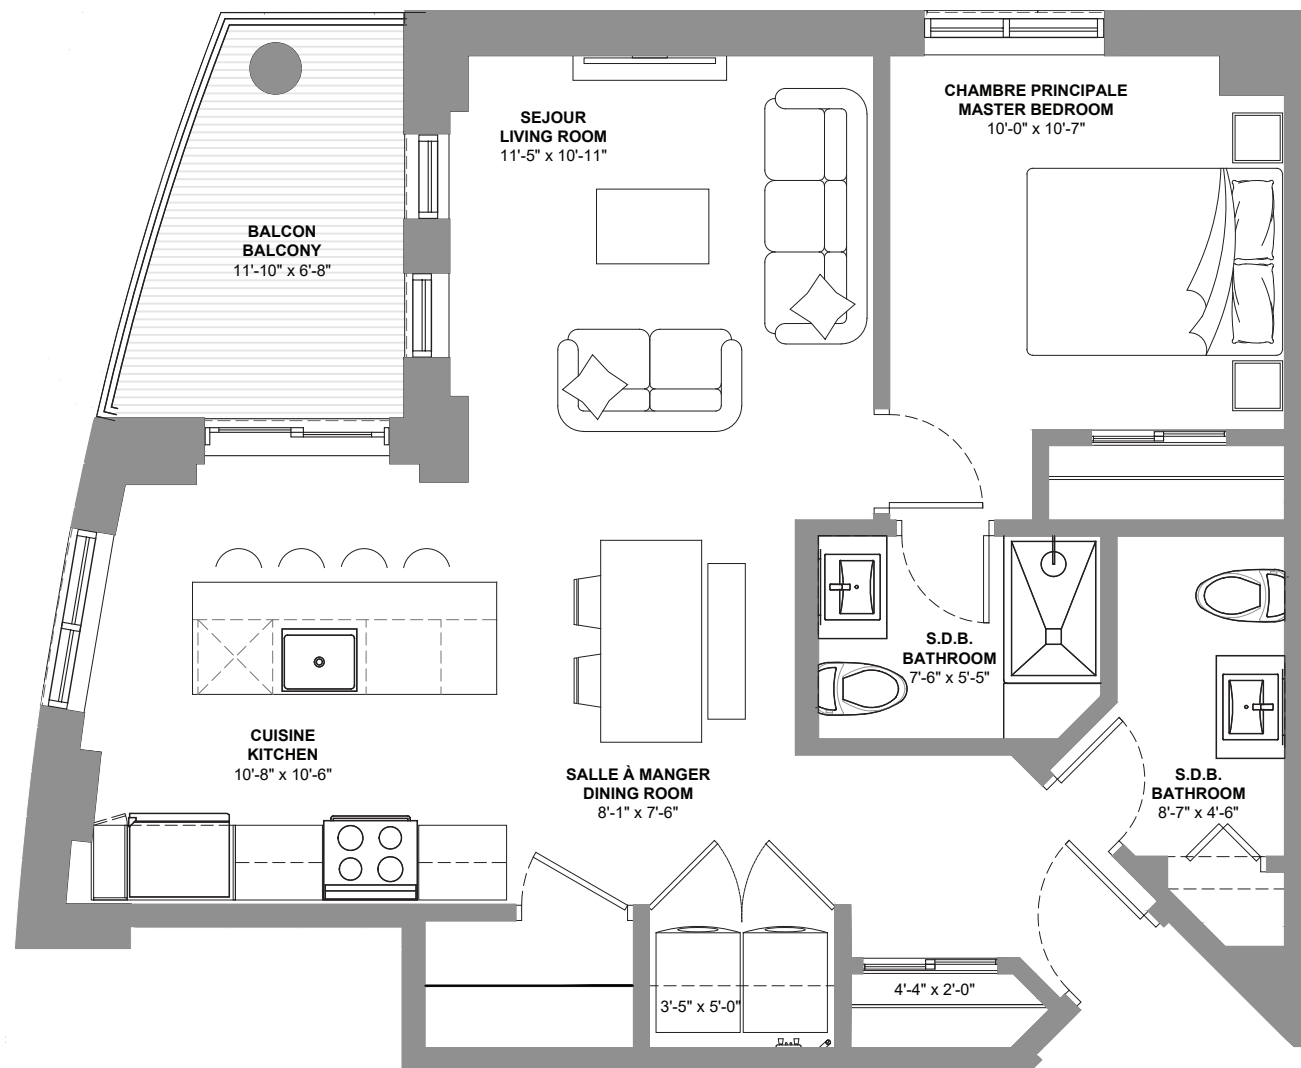 SEJOUR
LIVING ROOM
11'-5" x 10'-11"
CHAMBRE PRINCIPALE
MASTER BEDROOM
10'-0" x 10'-7"
BALCON
BALCONY
11'-10" x 6'-8"
S.D.B.
BATHROOM
7'-6" x 5'-5"
CUISINE
KITCHEN
10'-8" x 10'-6"
SALLE À MANGER
DINING ROOM
8'-1" x 7'-6"
S.D.B.
BATHROOM
8'-7" x 4'-6"
3'-5" x 5'-0"
4'-4" x 2'-0"